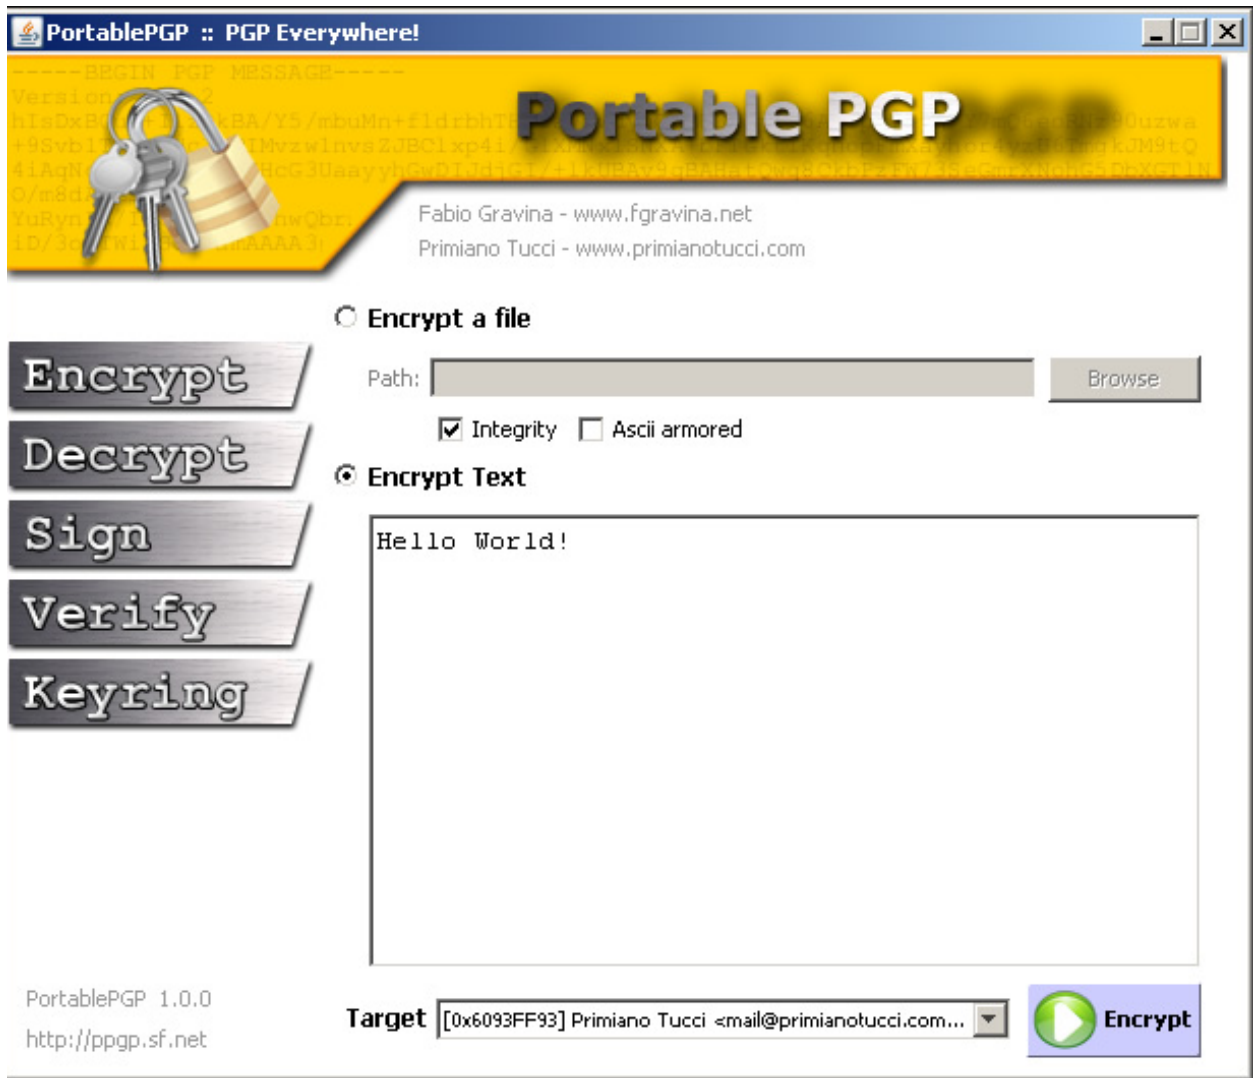 PortablePGP :: PGP Everywhere!
-----BEGIN PGP MESSAGE-----
Portable PGP
Fabio Gravina - www.fgravina.net
Primiano Tucci - www.primianotucci.com
Encrypt a file
Encrypt
Path:
Browse
Integrity
Ascii armored
Decrypt
Encrypt Text
Sign
Hello World!
Verify
Keyring
PortablePGP 1.0.0
http://ppgp.sf.net
Target
[0x6093FF93] Primiano Tucci <mail@primianotucci.com...
Encrypt